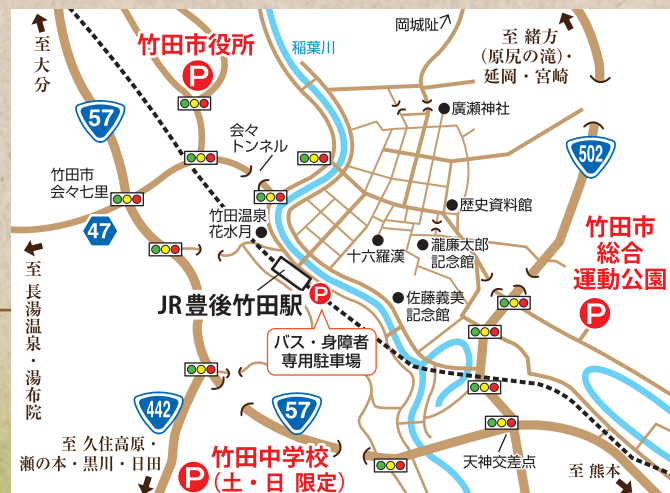 至 大分
竹田市役所
P
稲葉川
岡城阯
至 緒方
(原尻の滝)・
延岡・宮崎
57
会々
トンネル
廣瀬神社
502
竹田市
会々七里
47
竹田温泉
花水月
歴史資料館
十六羅漢
瀧廉太郎
記念館
竹田市
総合
運動公園
P
至 長湯温泉・湯布院
JR豊後竹田駅
P
佐藤義美
記念館
バス・身障者
専用駐車場
442
57
至 久住高原・
瀬の本・黒川・日田
竹田中学校
P
(土・日 限定)
天神交差点
至 熊本